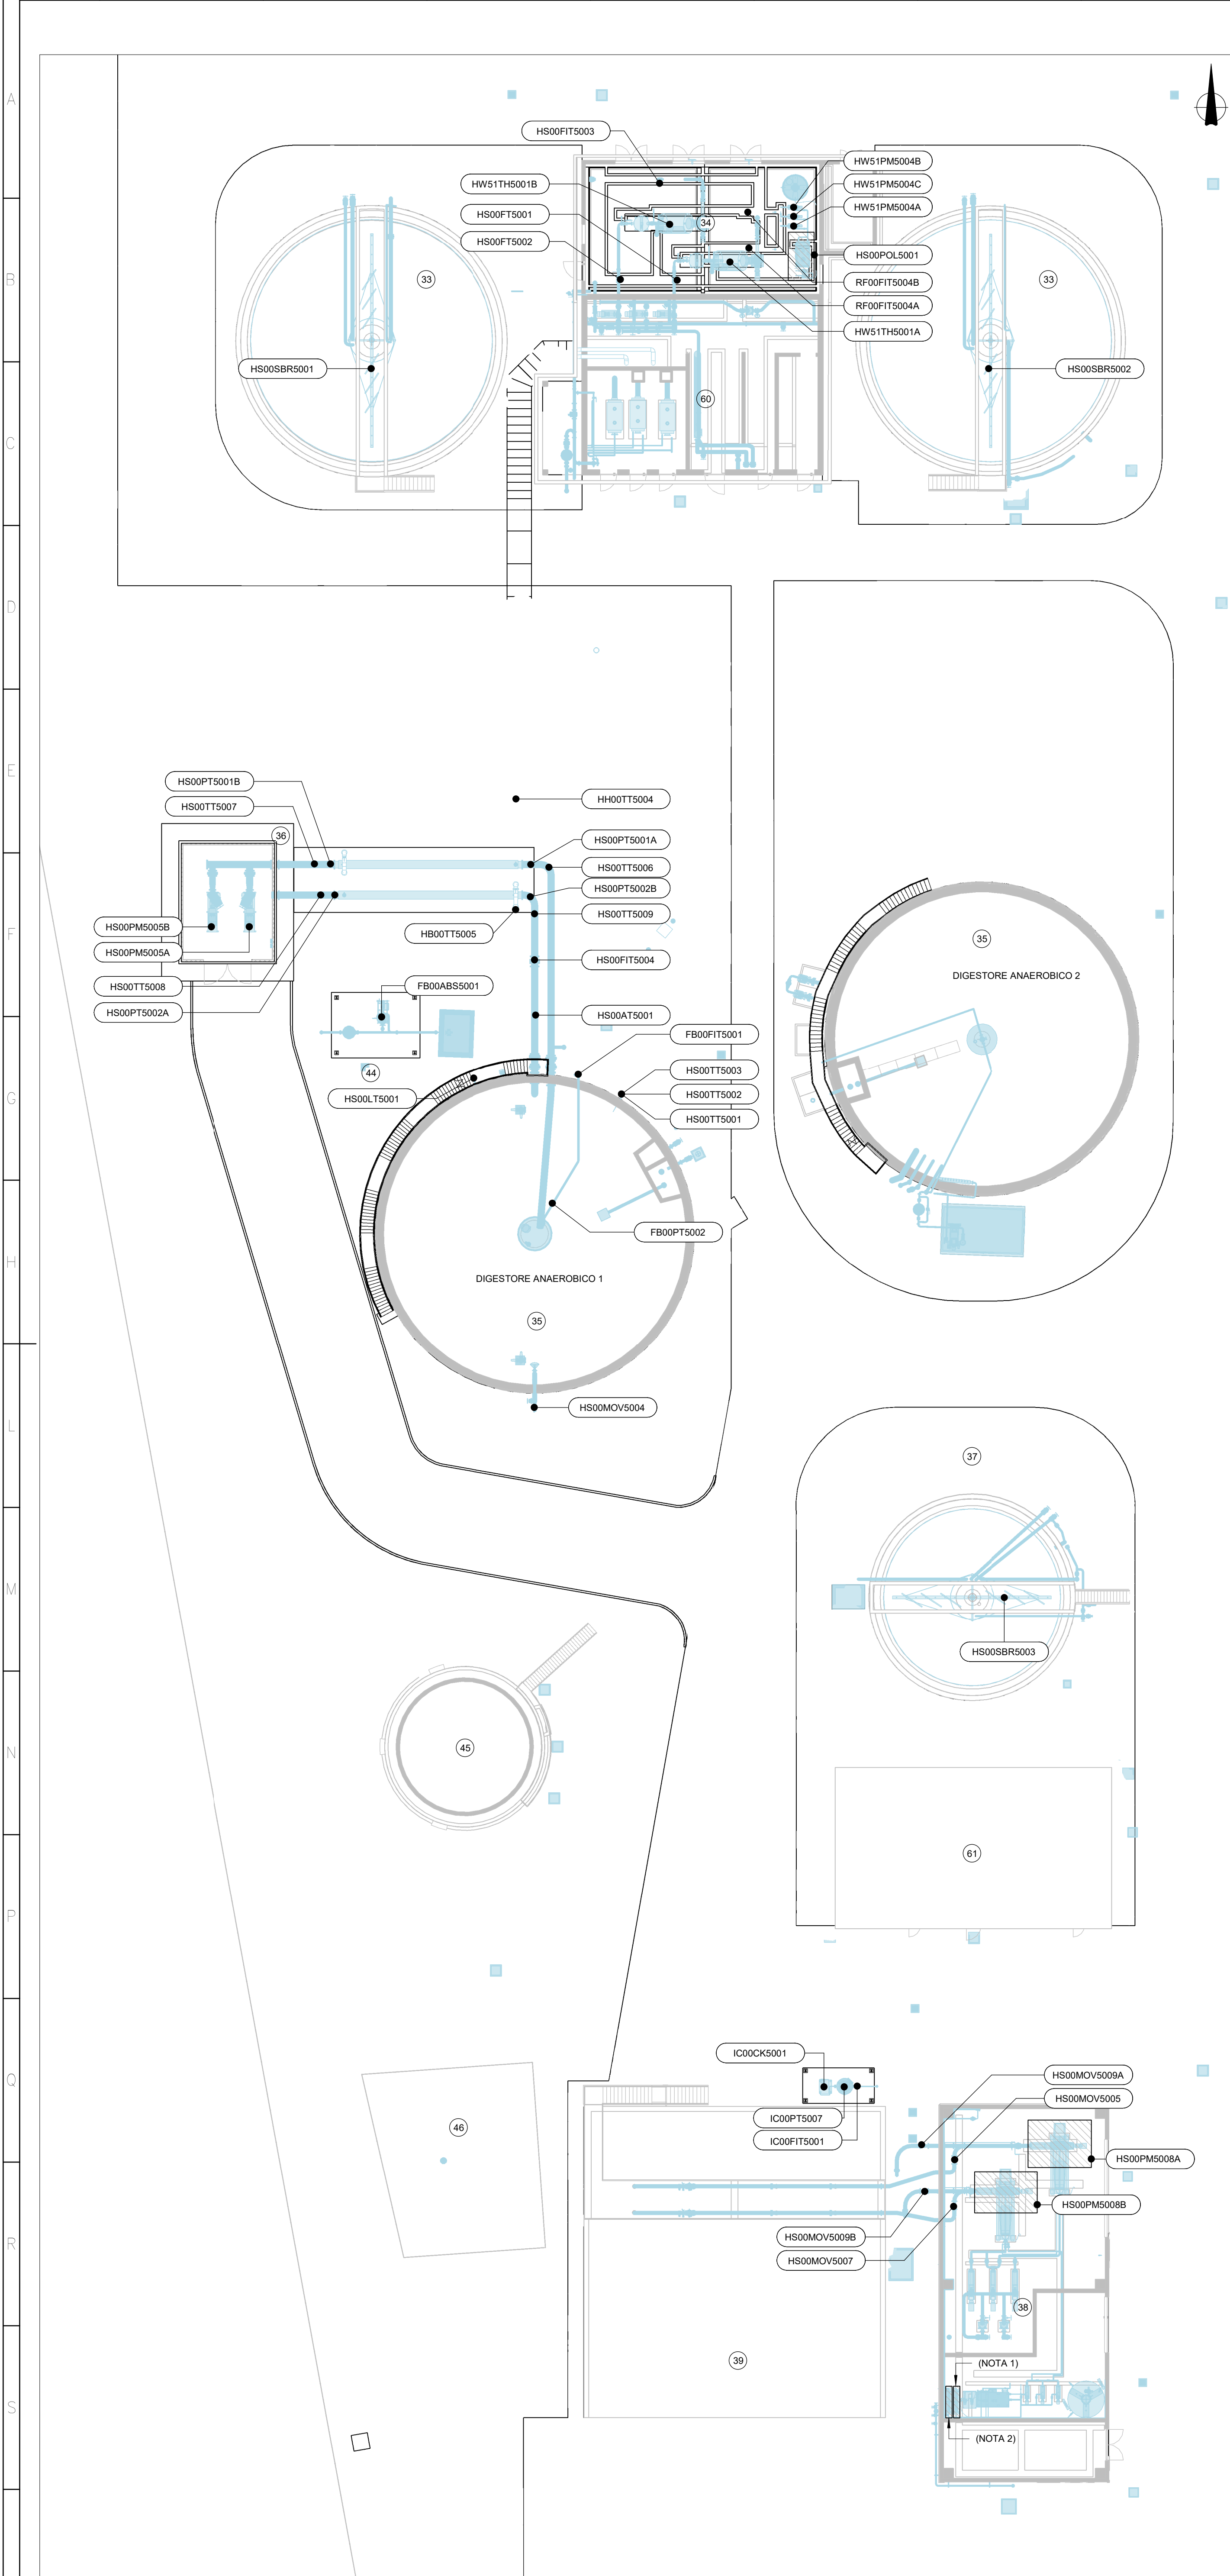 A
HS00FIT5003
HW51PM5004B
HW51TH5001B
HW51PM5004C
HS00FT5001
HW51PM5004A
34
HS00FT5002
HS00POL5001
B
33
33
RF00FIT5004B
RF00FIT5004A
HW51TH5001A
HS00SBR5001
HS00SBR5002
60
C
D
E
HS00PT5001B
HH00TT5004
HS00TT5007
36
HS00PT5001A
HS00TT5006
HS00PT5002B
HS00TT5009
HS00PM5005B
HB00TT5005
F
35
HS00PM5005A
HS00FIT5004
DIGESTORE ANAEROBICO 2
HS00TT5008
FB00ABS5001
HS00PT5002A
HS00AT5001
FB00FIT5001
44
HS00TT5003
HS00LT5001
HS00TT5002
G
HS00TT5001
FB00PT5002
H
DIGESTORE ANAEROBICO 1
35
HS00MOV5004
L
37
M
HS00SBR5003
45
N
61
P
IC00CK5001
Q
HS00MOV5009A
HS00MOV5005
IC00PT5007
46
IC00FIT5001
HS00PM5008A
HS00PM5008B
HS00MOV5009B
R
HS00MOV5007
38
39
(NOTA 1)
S
(NOTA 2)